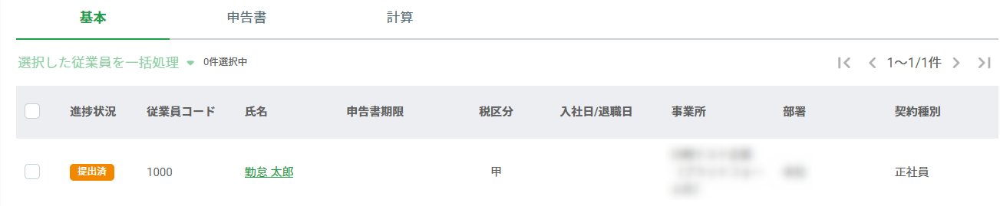 基本 申告書 計算
選択した従業員を一括処理 0件選択中 1〜1/1件
進捗状況 従業員コード 氏名 申告書期限 税区分 入社日/退職日 事業所 部署 契約種別
提出済 1000 勤怠 太郎 甲 正社員